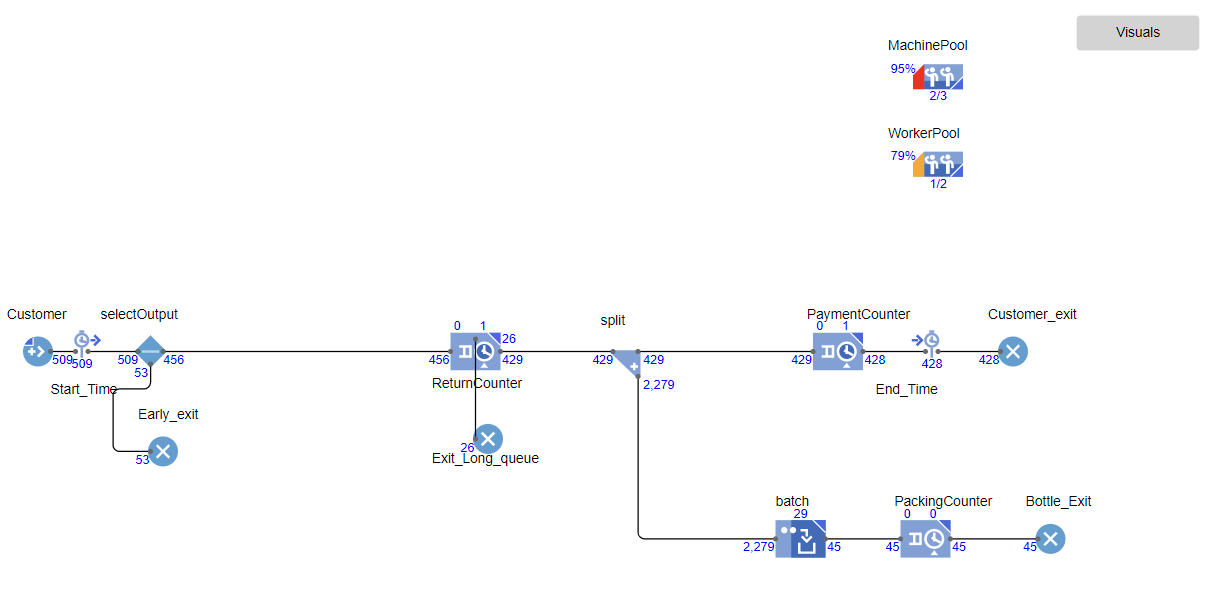 Visuals
MachinePool
95%
2/3
WorkerPool
79%
1/2
Customer
selectOutput
509
509
509
456
53
Start_Time
Early_exit
53
0 1
26
456
429
ReturnCounter
26
Exit_Long_queue
split
429
429
2,279
PaymentCounter
0 1
429
428
428
End_Time
Customer_exit
428
batch
29
2,279
45
PackingCounter
0 0
45
45
Bottle_Exit
45